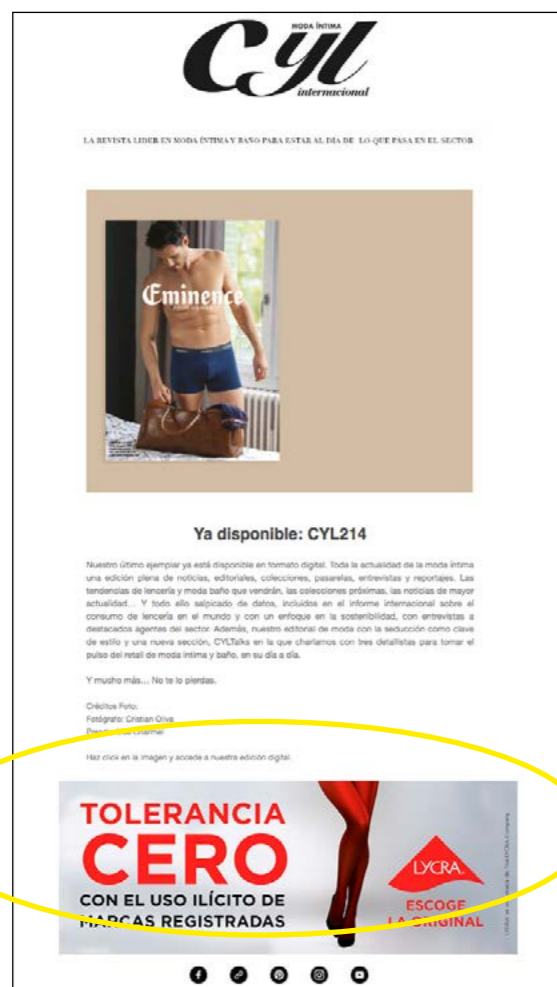 MODA ÍNTIMA
Cyl
internacional
LA REVISTA LIDER EN MODA ÍNTIMA Y BAÑO PARA ESTAR AL DIA DE LO QUE PASA EN EL SECTOR
Eminence
Ya disponible: CYL214
Nuestro último ejemplar ya está disponible en formato digital. Toda la actualidad de la moda íntima
una edición plena de noticias, editoriales, colecciones, pasarelas, entrevistas y reportajes. Las
tendencias de lencería y moda baño que vendrán, las colecciones próximas, las noticias de mayor
actualidad... Y todo ello salpicado de datos, incluidos en el informe internacional sobre el
consumo de lencería en el mundo y con un enfoque en la sostenibilidad, con entrevistas a
destacados agentes del sector. Además, nuestro editorial de moda con la seducción como clave
de estilo y una nueva sección, CYLTalks en la que charlamos con tres detallistas para tomar el
pulso del retail de moda íntima y baño, en su día a día.
Y mucho más... No te lo pierdas.
Créditos Foto:
Fotógrafo: Cristian Oliva
Charmel
Haz click en la imagen y accede a nuestra edición digital.
TOLERANCIA
CERO
CON EL USO ILÍCITO DE
MARCAS REGISTRADAS
LYCRA
ESCOGE
LA ORIGINAL